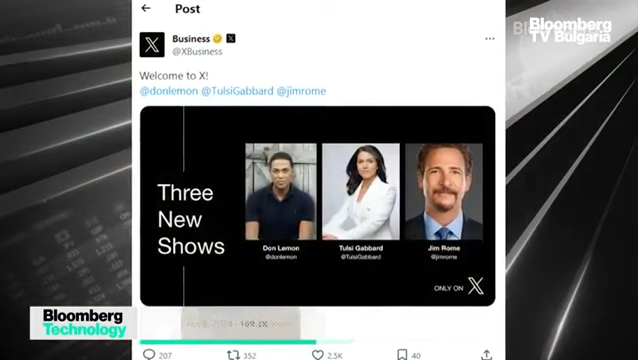 Post
Bloomberg
TV Bulgaria
Business
@XBusiness
Welcome to X!
@donlemon @TulsiGabbard @jimrome
Three
New
Shows
Don Lemon
@donlemon
Tulsi Gabbard
@TulsiGabbard
Jim Rome
@jimrome
ONLY ON X
Bloomberg
Technology
207
352
2.5K
40